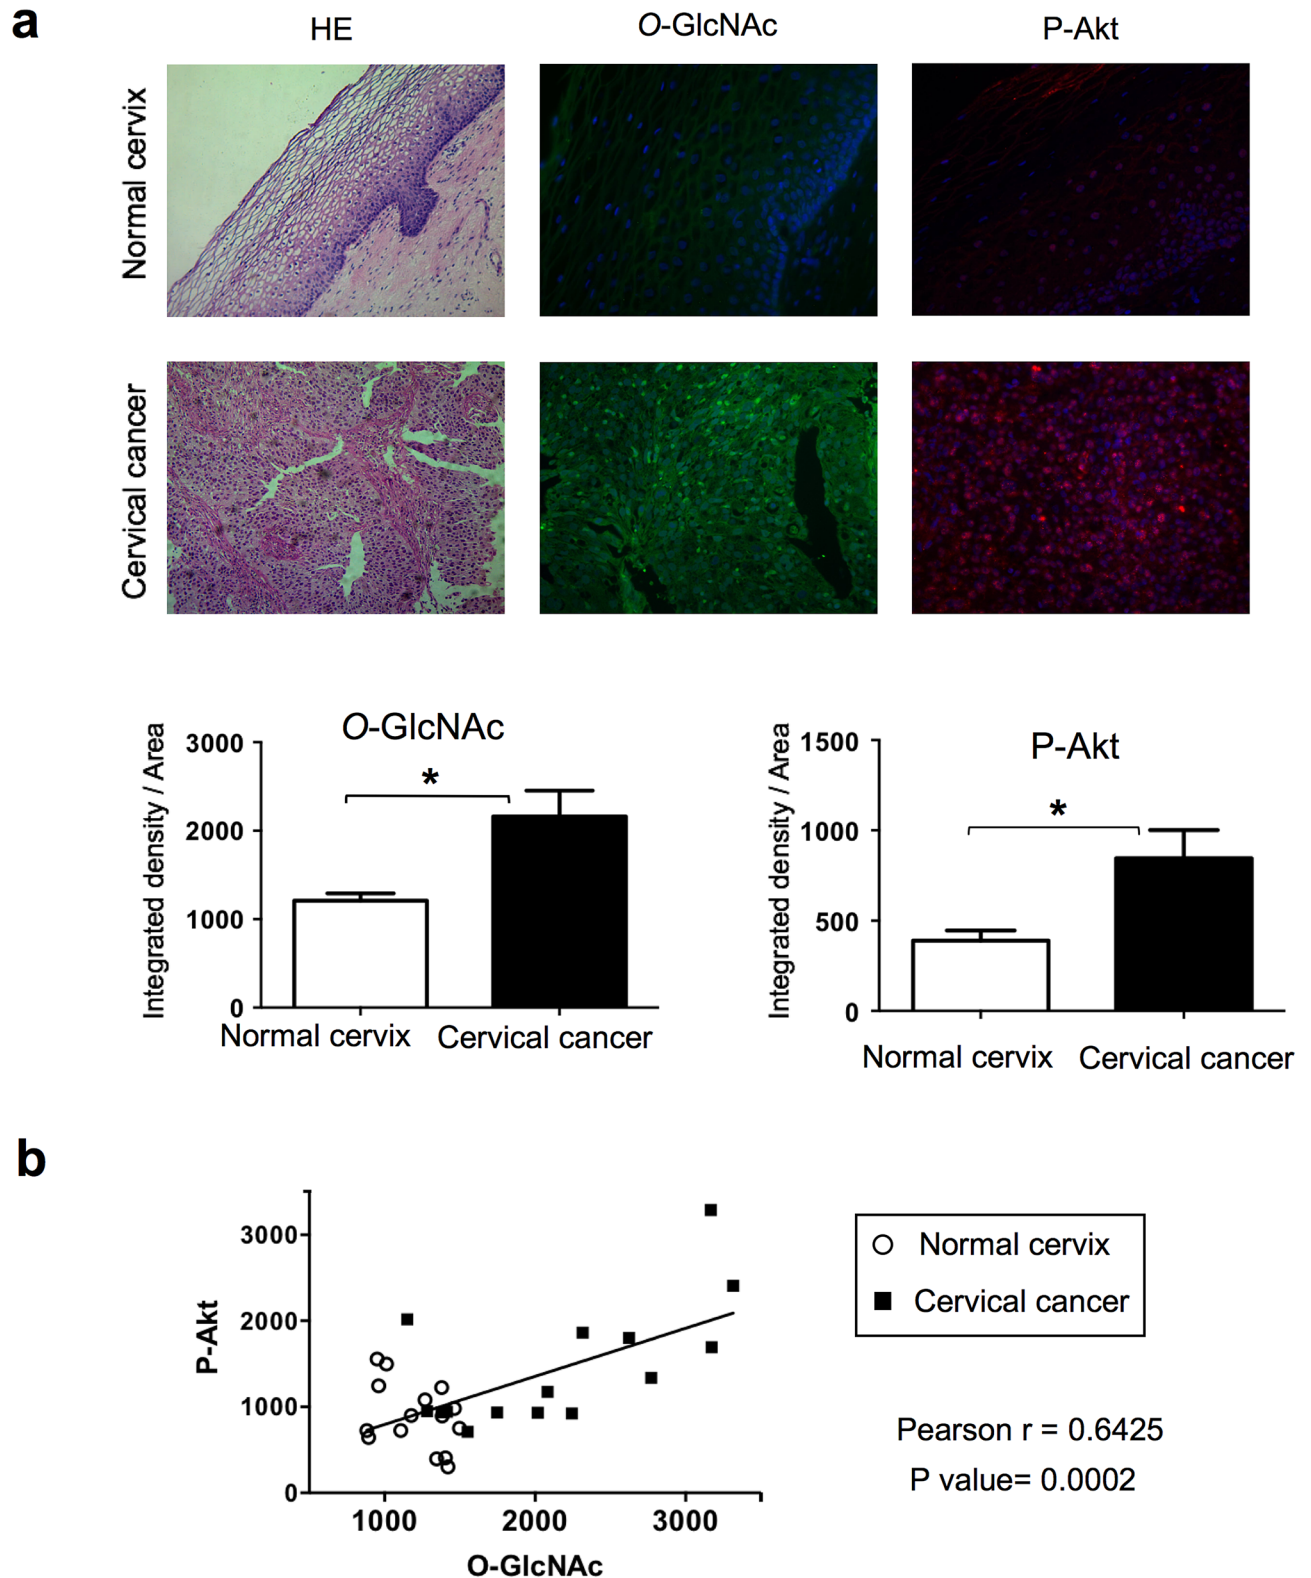 a
HE
O-GlcNAc
P-Akt
Normal cervix
Cervical cancer
O-GlcNAc
Integrated density / Area
3000
2000
1000
0
*
Normal cervix
Cervical cancer
P-Akt
Integrated density / Area
1500
1000
500
0
*
Normal cervix
Cervical cancer
b
P-Akt
3000
2000
1000
0
1000
2000
3000
O-GlcNAc
Normal cervix
Cervical cancer
Pearson r = 0.6425
P value= 0.0002